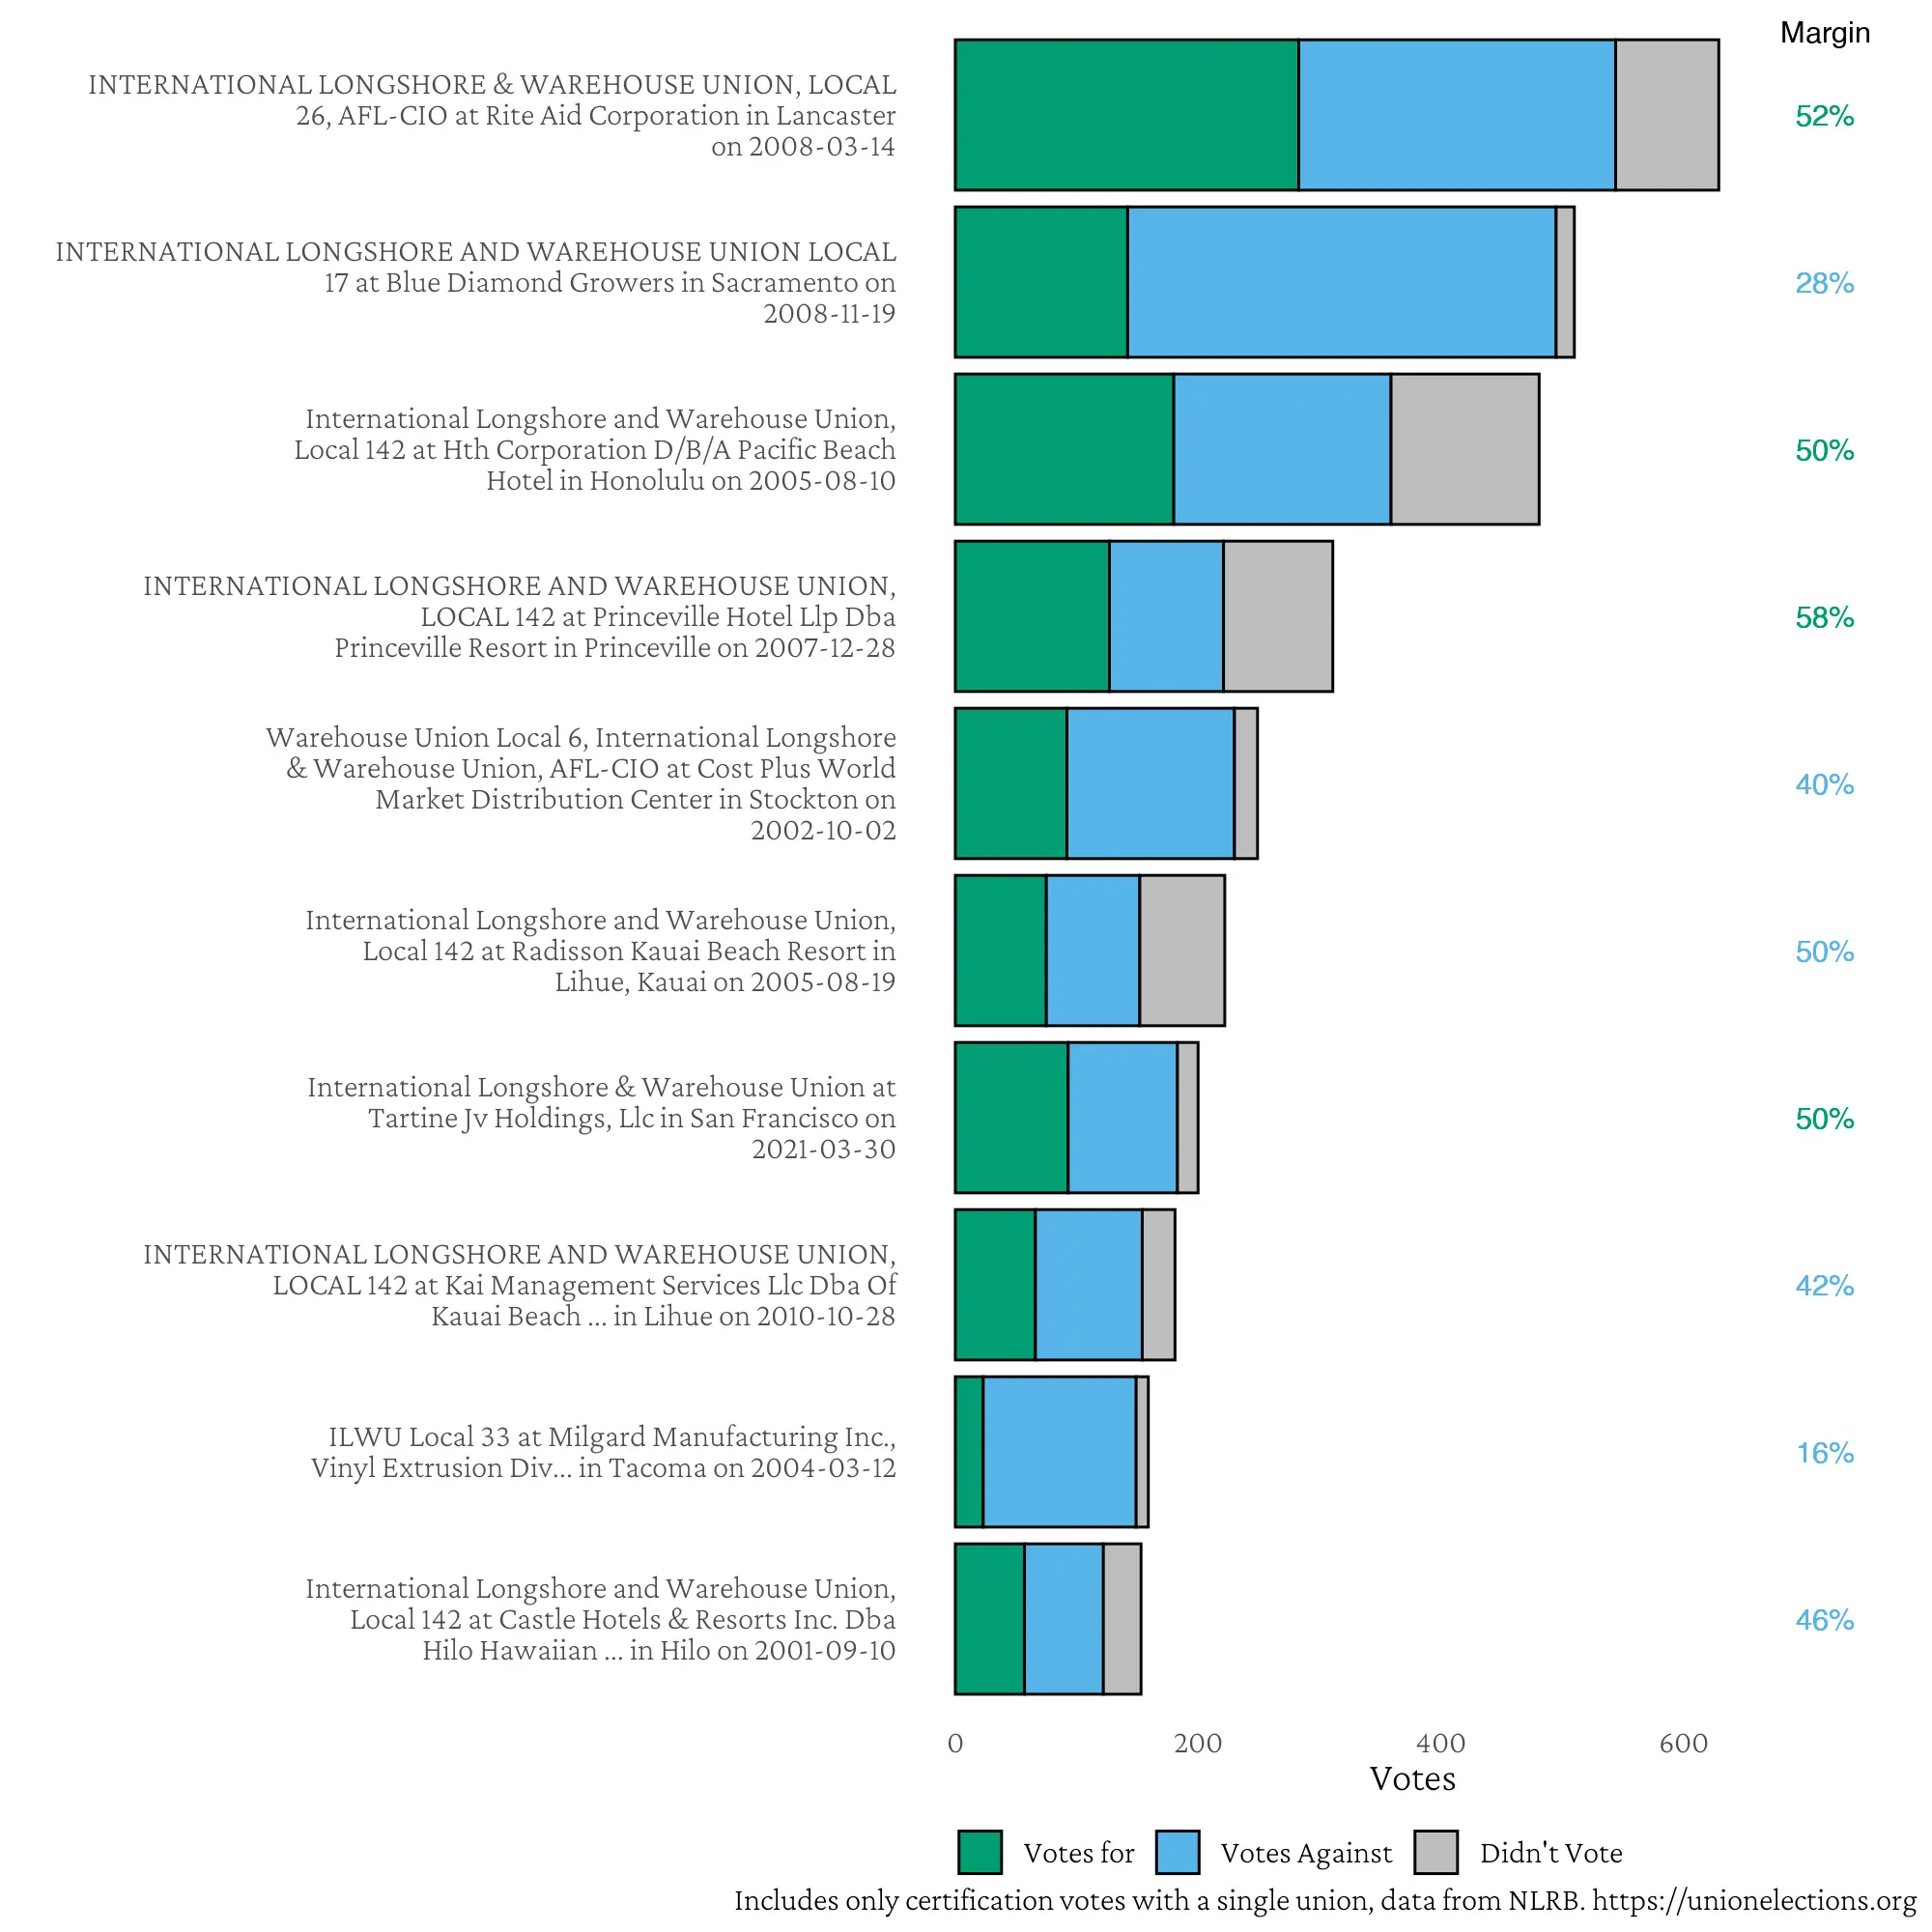 Margin
INTERNATIONAL LONGSHORE & WAREHOUSE UNION, LOCAL
26, AFL-CIO at Rite Aid Corporation in Lancaster
on 2008-03-14
52%
INTERNATIONAL LONGSHORE AND WAREHOUSE UNION LOCAL
17 at Blue Diamond Growers in Sacramento on
2008-11-19
28%
International Longshore and Warehouse Union,
Local 142 at Hth Corporation D/B/A Pacific Beach
Hotel in Honolulu on 2005-08-10
50%
INTERNATIONAL LONGSHORE AND WAREHOUSE UNION,
LOCAL 142 at Princeville Hotel Llp Dba
Princeville Resort in Princeville on 2007-12-28
58%
Warehouse Union Local 6, International Longshore
& Warehouse Union, AFL-CIO at Cost Plus World
Market Distribution Center in Stockton on
2002-10-02
40%
International Longshore and Warehouse Union,
Local 142 at Radisson Kauai Beach Resort in
Lihue, Kauai on 2005-08-19
50%
International Longshore & Warehouse Union at
Tartine Jv Holdings, Llc in San Francisco on
2021-03-30
50%
INTERNATIONAL LONGSHORE AND WAREHOUSE UNION,
LOCAL 142 at Kai Management Services Llc Dba Of
Kauai Beach ... in Lihue on 2010-10-28
42%
ILWU Local 33 at Milgard Manufacturing Inc.,
Vinyl Extrusion Div... in Tacoma on 2004-03-12
16%
International Longshore and Warehouse Union,
Local 142 at Castle Hotels & Resorts Inc. Dba
Hilo Hawaiian ... in Hilo on 2001-09-10
46%
0 200 400 600
Votes
Votes for Votes Against Didn't Vote
Includes only certification votes with a single union, data from NLRB. https://unionelections.org